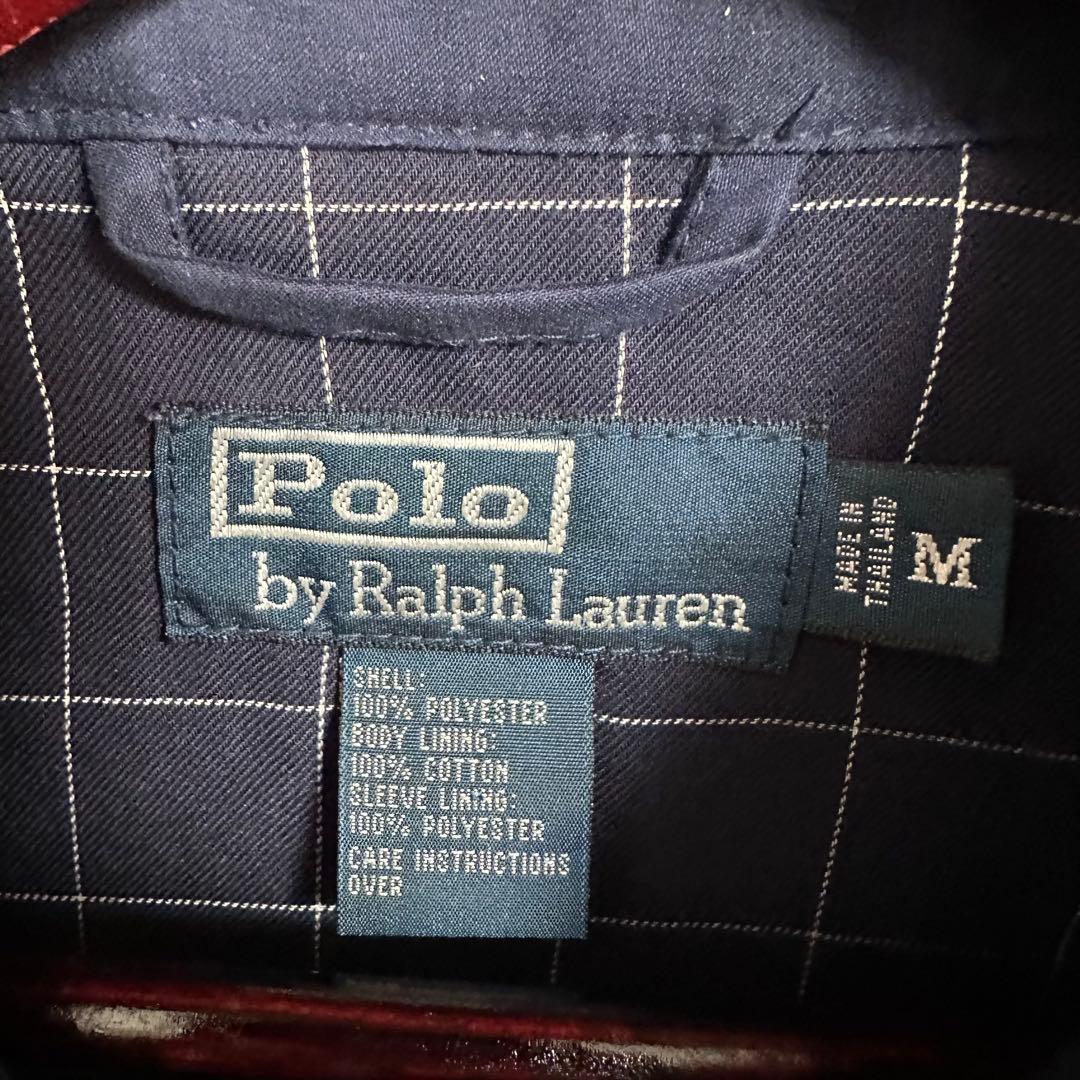 Polo
by Ralph Lauren
MADE IN
THAILAND
M
SHELL:
100% POLYESTER
BODY LINING:
100% COTTON
SLEEVE LINING:
100% POLYESTER
CARE INSTRUCTIONS
OVER